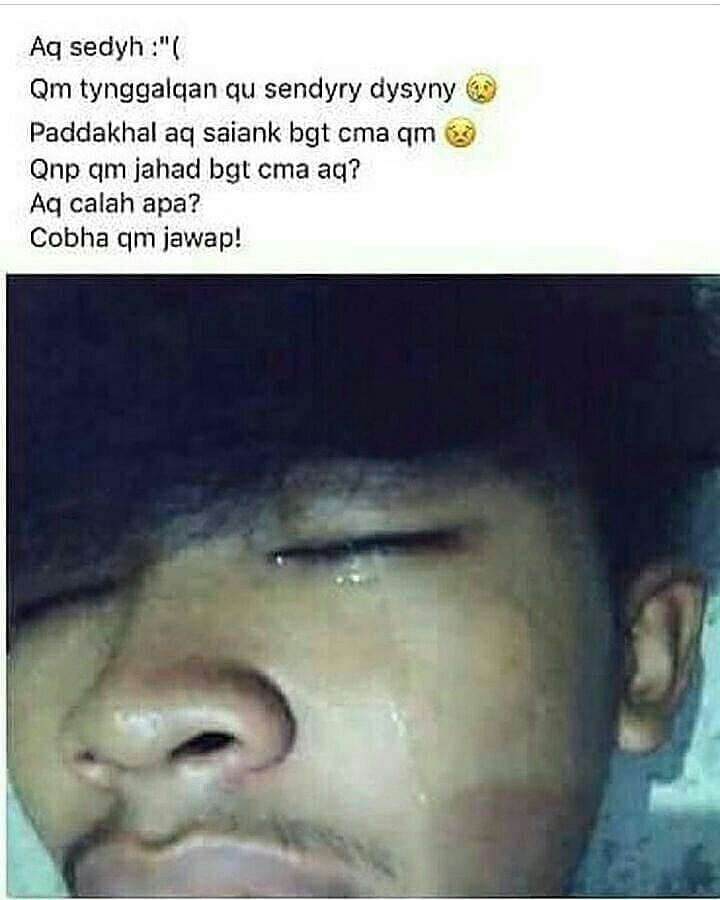 Aq sedyh :"(
Qm tynggalqan qu sendyry dysyny 😢
Paddakhal aq saiank bgt cma qm 😣
Qnp qm jahad bgt cma aq?
Aq calah apa?
Cobha qm jawap!